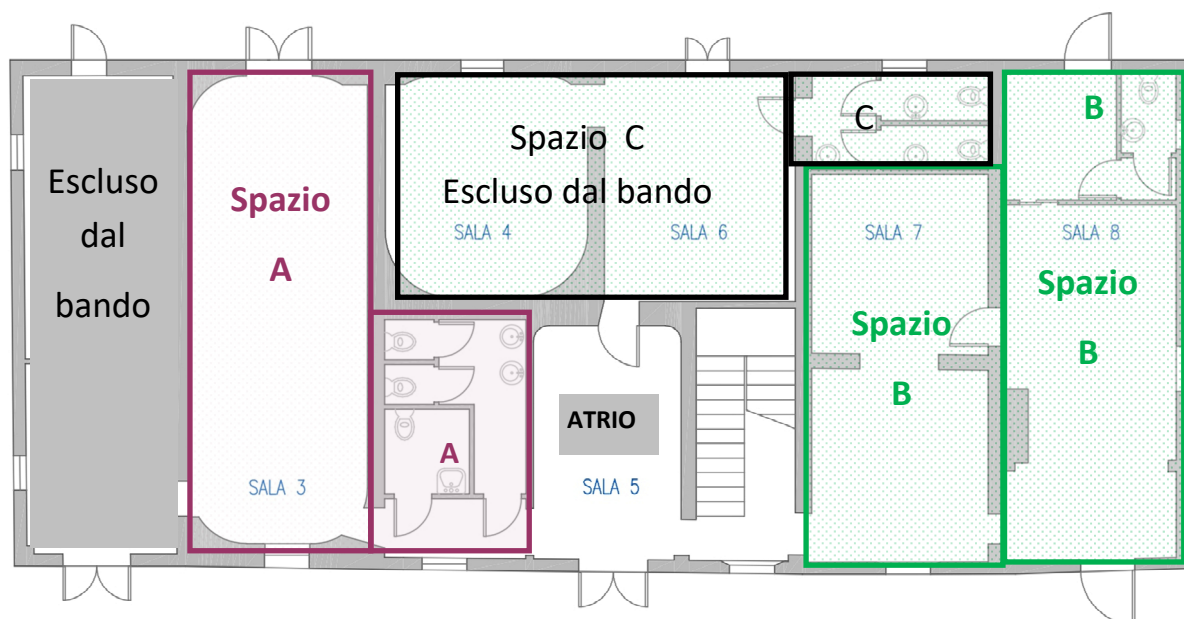 Escluso
dal
bando
Spazio
A
SALA 3
A
Spazio C
Escluso dal bando
SALA 4
SALA 6
C
ATRIO
SALA 5
SALA 7
Spazio
B
B
SALA 8
Spazio
B